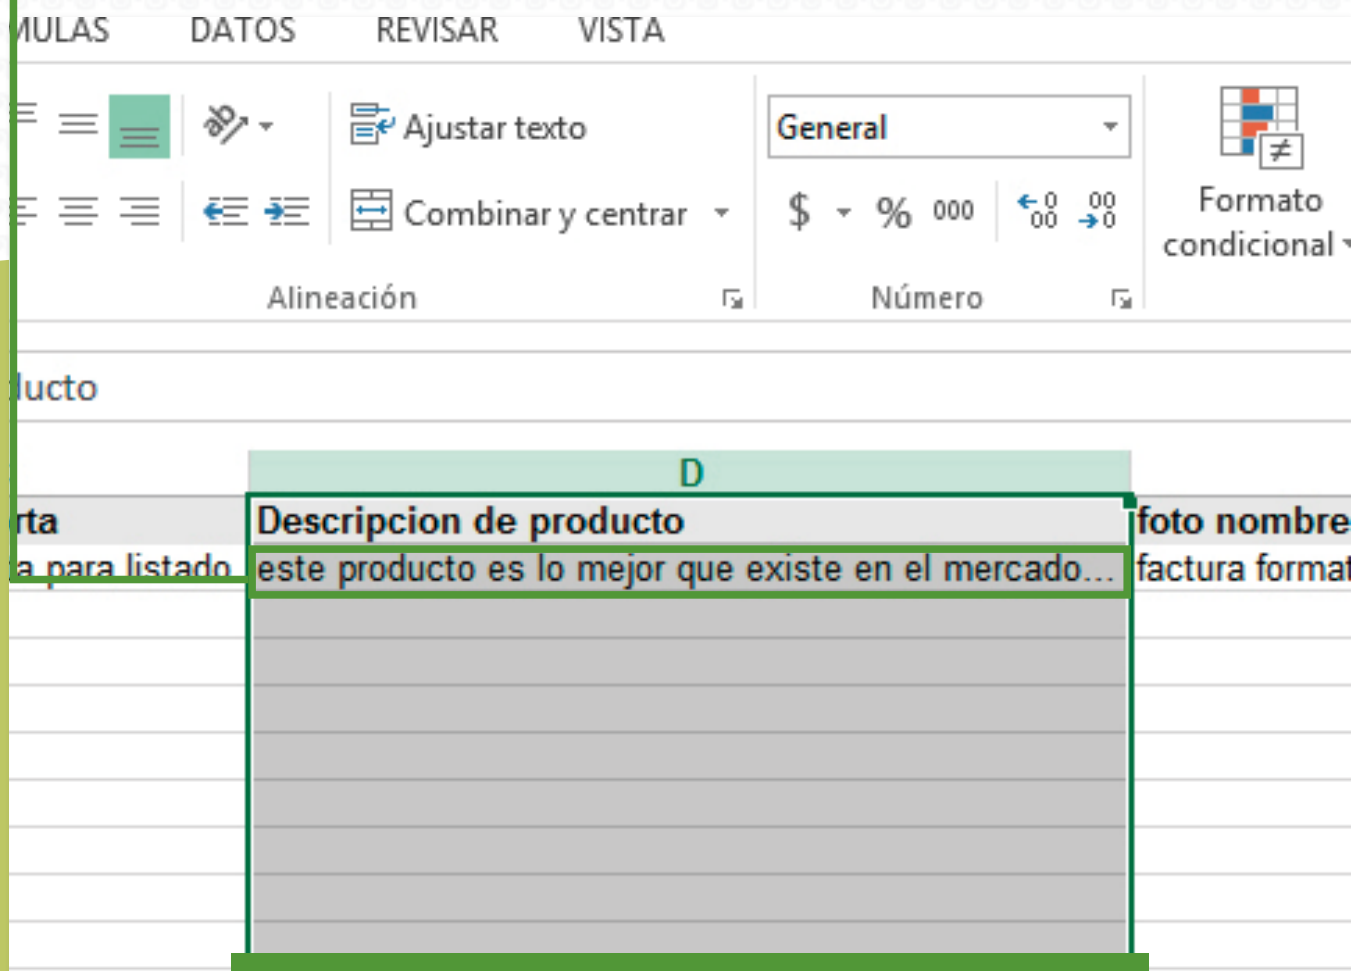 MULAS DATOS REVISAR VISTA
Ajustar texto
General
Combinar y centrar
$ % 000
Formato
condicional
Alineación
Número
ducto
D
rta Descripcion de producto foto nombre
a para listado este producto es lo mejor que existe en el mercado... factura format